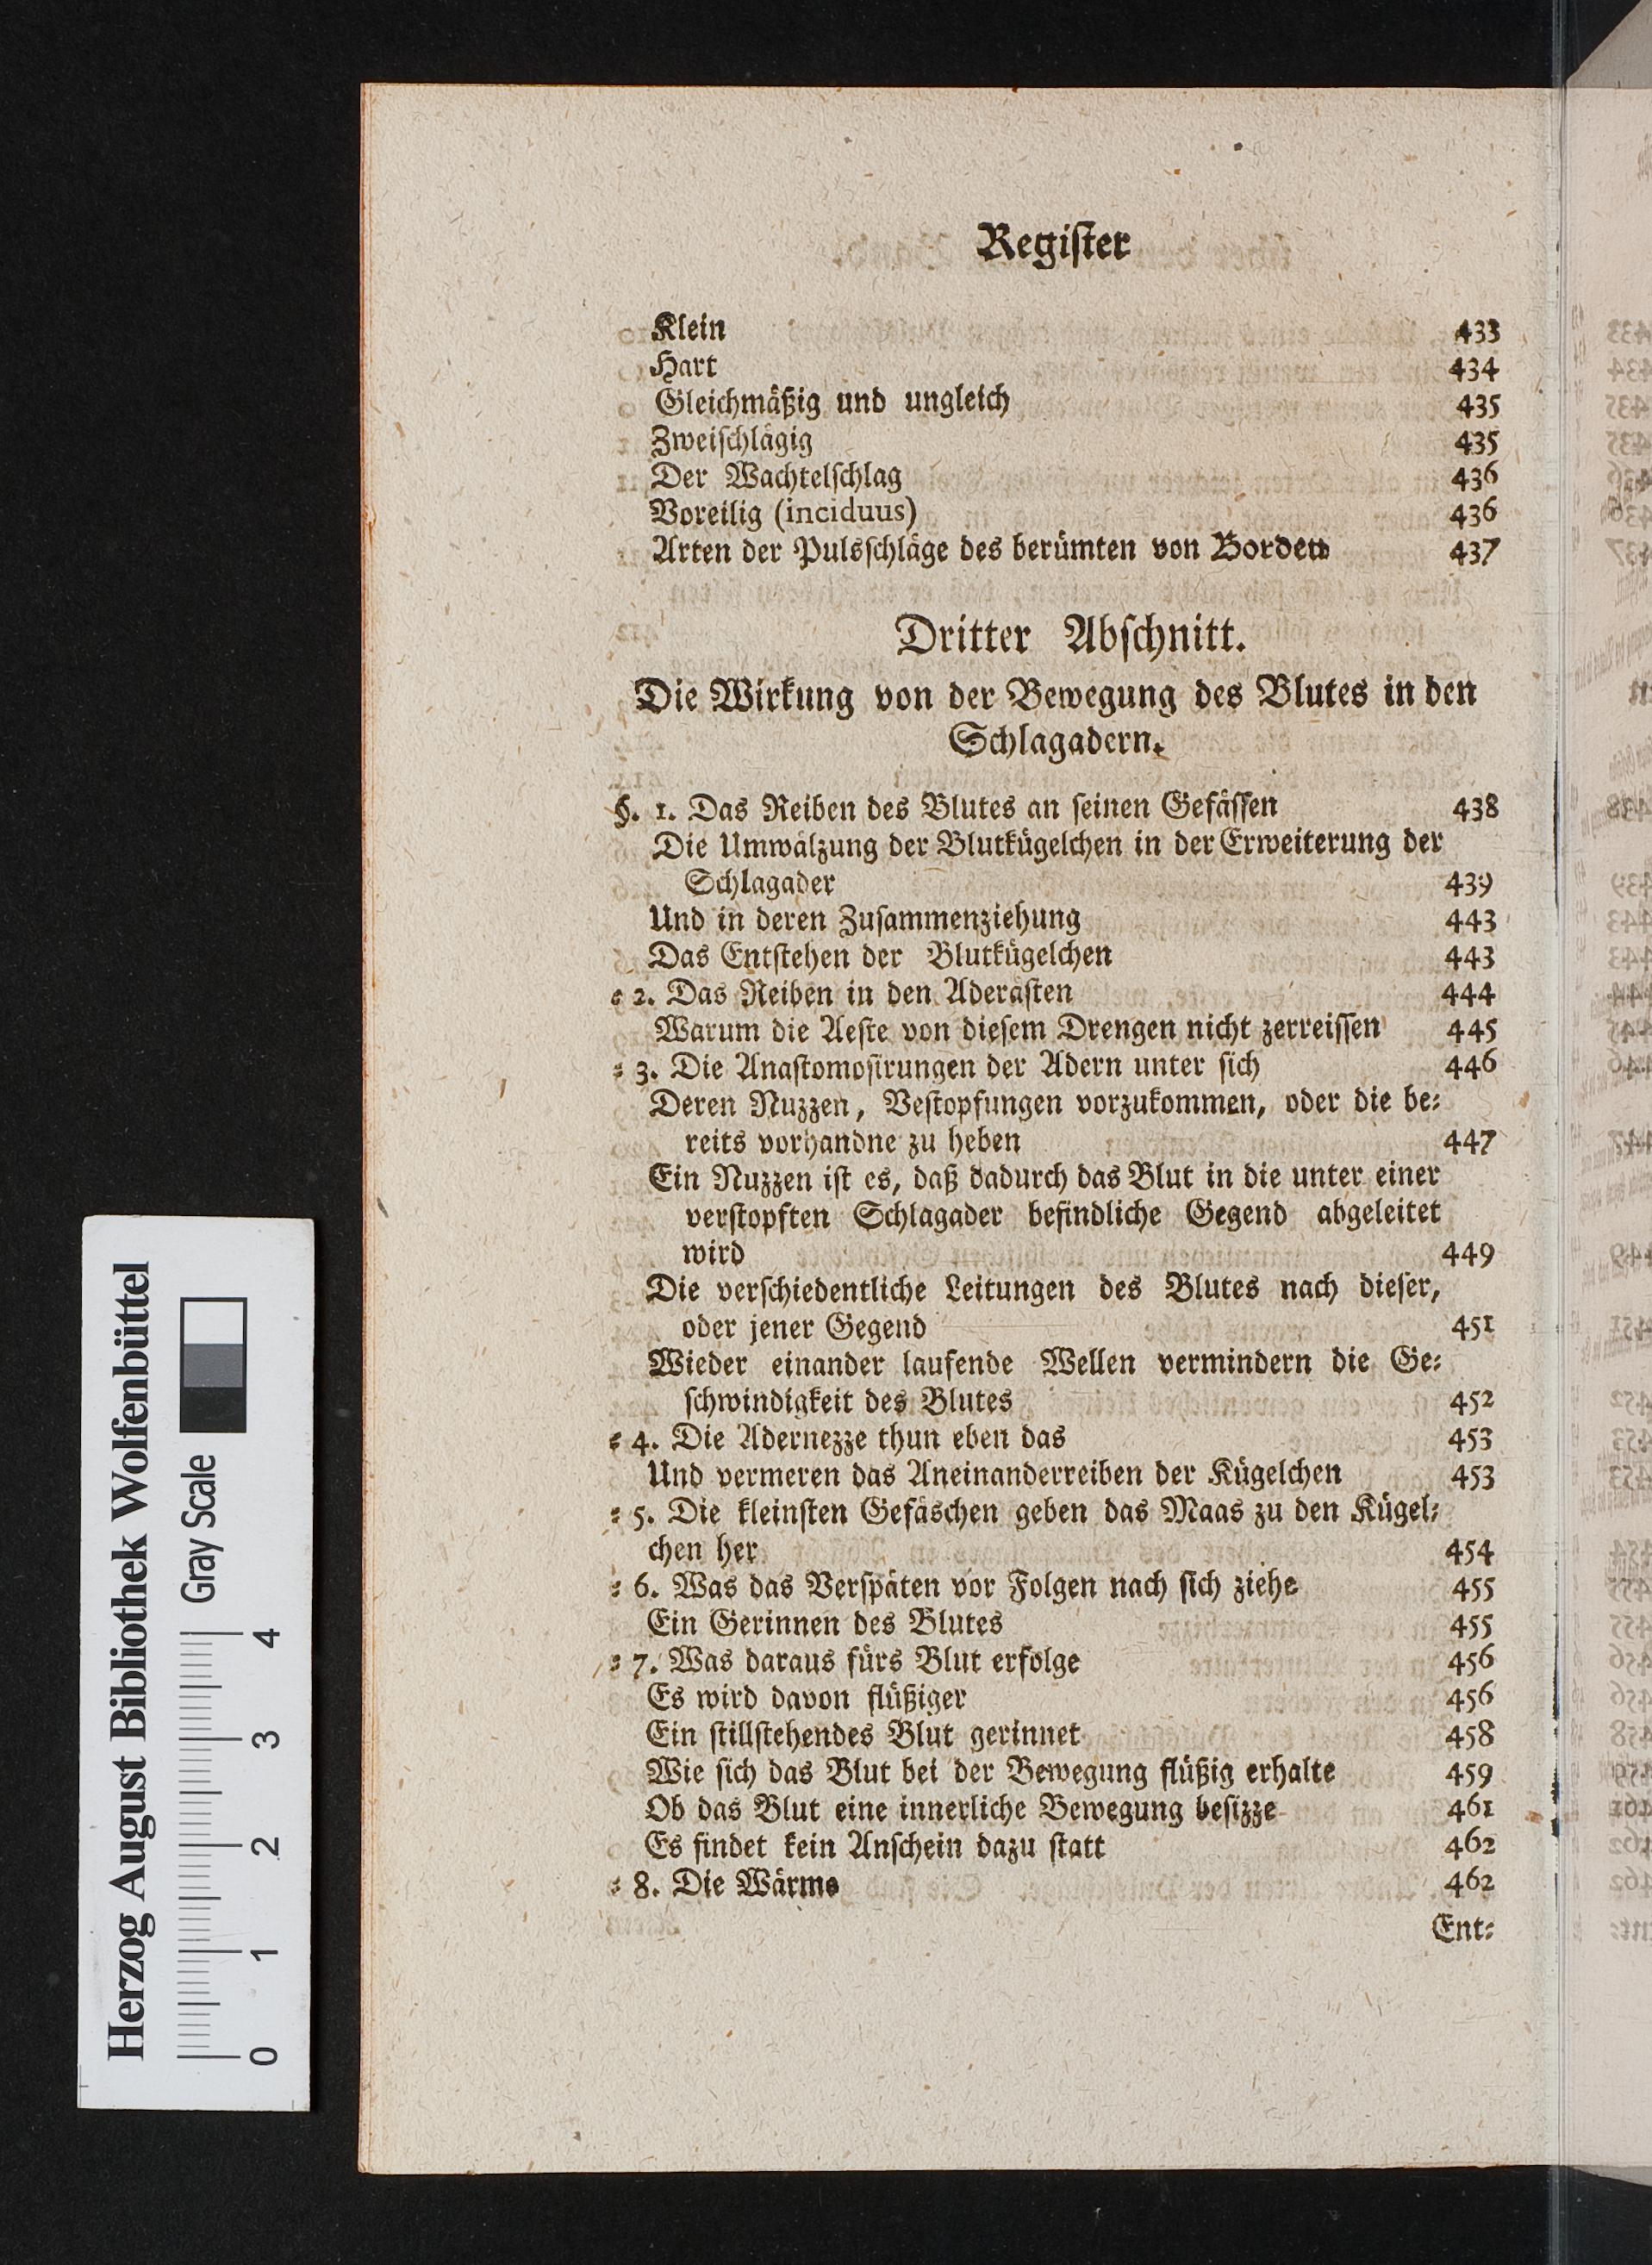 Regiſter
Klein 433
Hart 434
Gleichmäßig und ungleich 435
Zweiſchlägig 435
Der Wachtelſchlag 436
Voreilig (inciduus) 436
Arten der Pulsſchläge des berümten von Borden 437
Dritter Abſchnitt.
Die Wirkung von der Bewegung des Blutes in den
Schlagadern.
§. 1. Das Reiben des Blutes an ſeinen Gefäſſen 438
Die Umwälzung der Blutkügelchen in der Erweiterung der
Schlagader 439
Und in deren Zuſammenziehung 443
Das Entſtehen der Blutkügelchen 443
⸗ 2. Das Reiben in den Aderäſten 444
Warum die Aeſte von dieſem Drengen nicht zerreiſſen 445
⸗ 3. Die Anaſtomoſirungen der Adern unter ſich 446
Deren Nuzzen, Veſtopfungen vorzukommen, oder die be⸗
reits vorhandne zu heben 447
Ein Nuzzen iſt es, daß dadurch das Blut in die unter einer
verſtopften Schlagader befindliche Gegend abgeleitet
wird 449
Die verſchiedentliche Leitungen des Blutes nach dieſer,
oder jener Gegend 451
Wieder einander laufende Wellen vermindern die Ge⸗
ſchwindigkeit des Blutes 452
⸗ 4. Die Adernezze thun eben das 453
Und vermeren das Aneinanderreiben der Kügelchen 453
⸗ 5. Die kleinſten Gefäschen geben das Maas zu den Kügel⸗
chen her 454
⸗ 6. Was das Verſpäten vor Folgen nach ſich ziehe 455
Ein Gerinnen des Blutes 455
⸗ 7. Was daraus fürs Blut erfolge 456
Es wird davon flüßiger 456
Ein ſtillſtehendes Blut gerinnet 458
Wie ſich das Blut bei der Bewegung flüßig erhalte 459
Ob das Blut eine innerliche Bewegung beſizze 461
Es findet kein Anſchein dazu ſtatt 462
⸗ 8. Die Wärme 462
Ent⸗
Herzog August Bibliothek Wolfenbüttel
Gray Scale
0 1 2 3 4